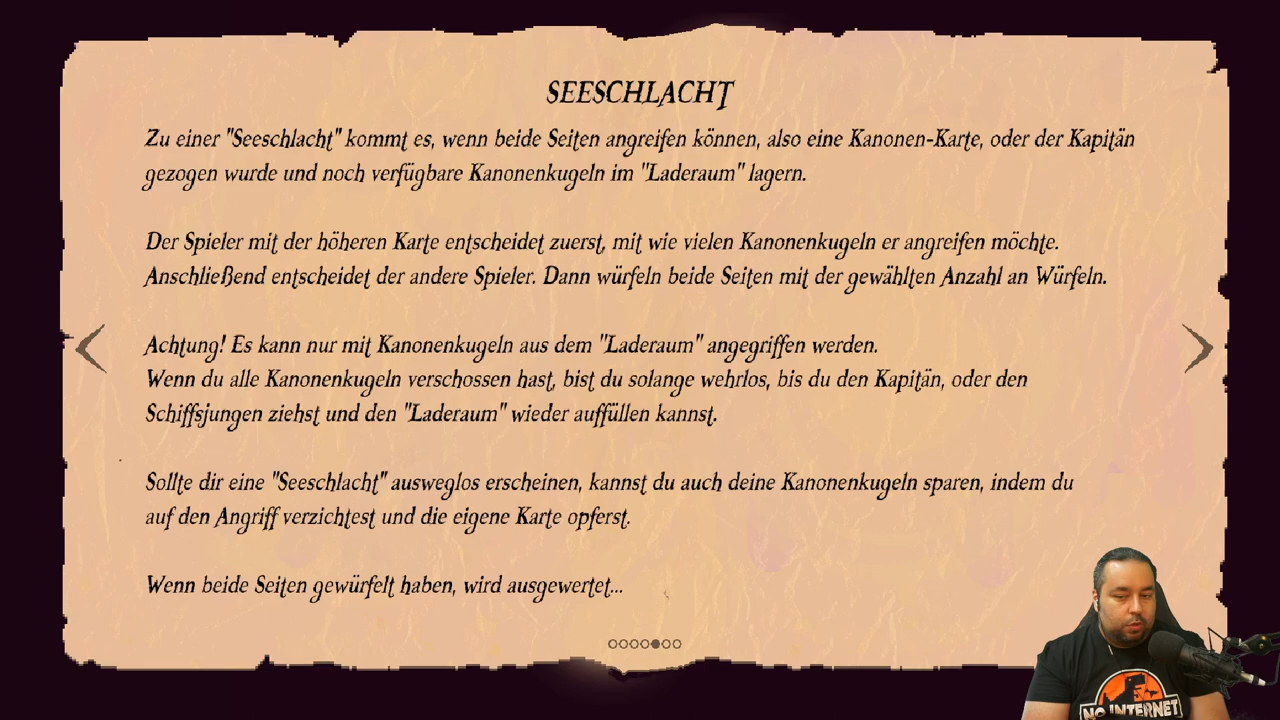 SEESCHLACHT
Zu einer "Seeschlacht" kommt es, wenn beide Seiten angreifen können, also eine Kanonen-Karte, oder der Kapitän
gezogen wurde und noch verfügbare Kanonenkugeln im "Laderaum" lagern.
Der Spieler mit der höheren Karte entscheidet zuerst, mit wie vielen Kanonenkugeln er angreifen möchte.
Anschließend entscheidet der andere Spieler. Dann würfeln beide Seiten mit der gewählten Anzahl an Würfeln.
Achtung! Es kann nur mit Kanonenkugeln aus dem "Laderaum" angegriffen werden.
Wenn du alle Kanonenkugeln verschossen hast, bist du solange wehrlos, bis du den Kapitän, oder den
Schiffsjungen ziehst und den "Laderaum" wieder auffüllen kannst.
Sollte dir eine "Seeschlacht" ausweglos erscheinen, kannst du auch deine Kanonenkugeln sparen, indem du
auf den Angriff verzichtest und die eigene Karte opferst.
Wenn beide Seiten gewürfelt haben, wird ausgewertet...
NO INTERNET